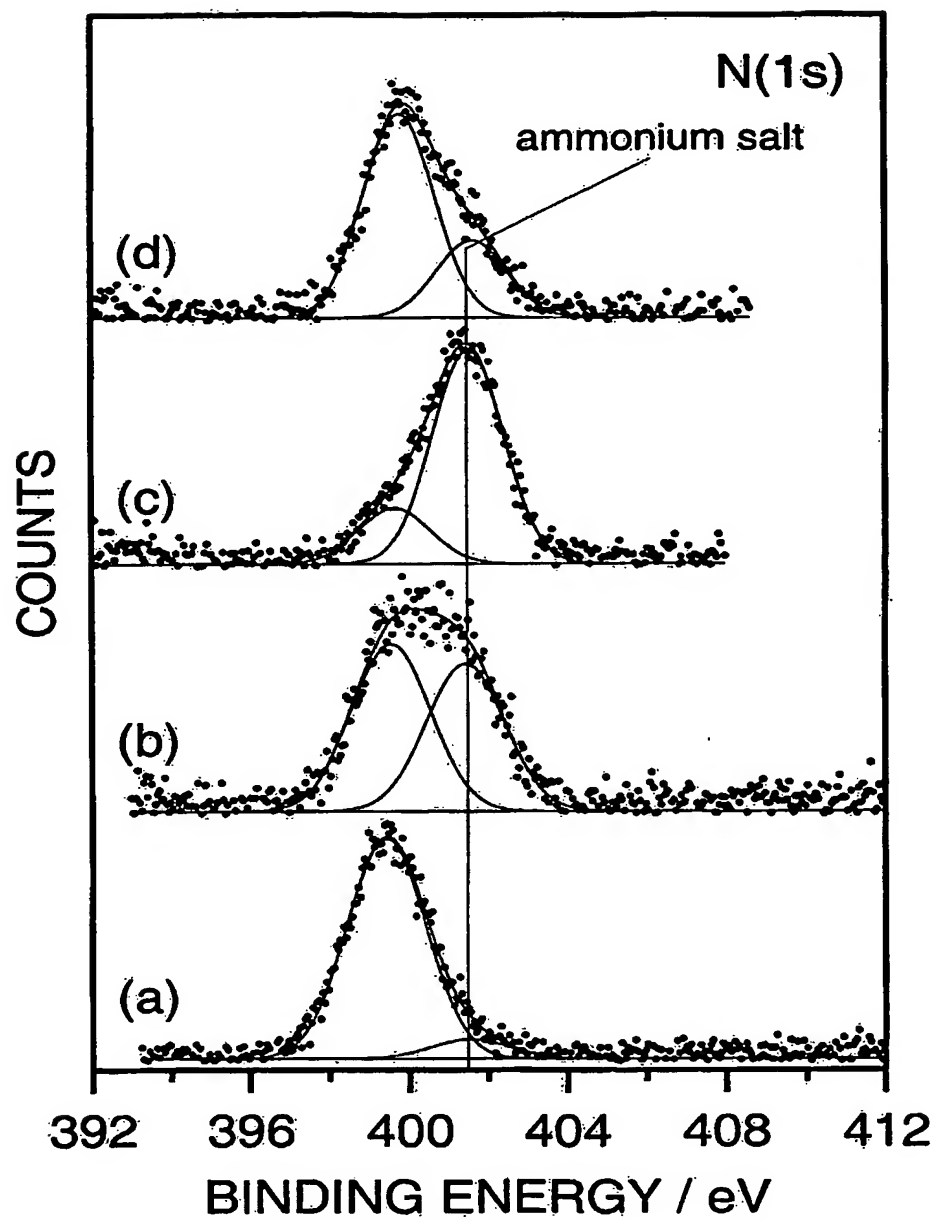 N(1s)
ammonium salt
(d)
(c)
(b)
(a)
COUNTS
392 396 400 404 408 412
BINDING ENERGY / eV